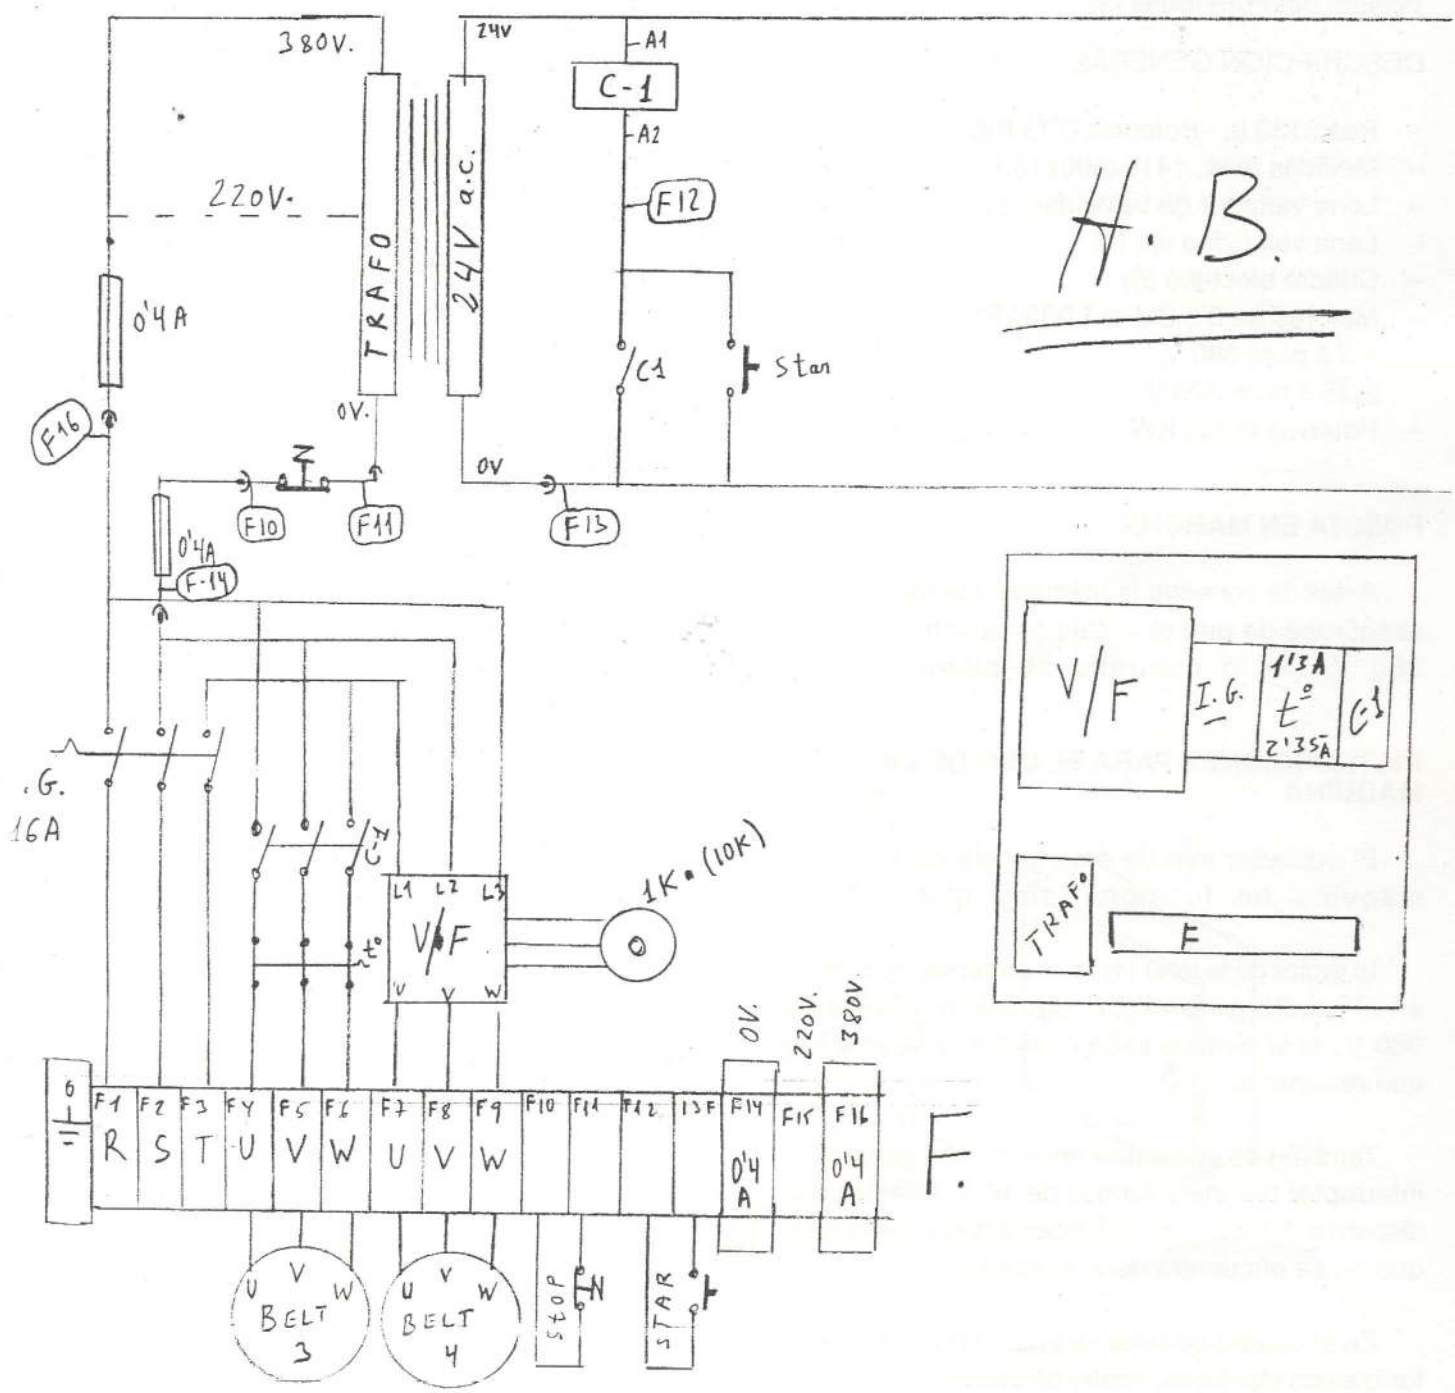 380V.
24V
A1
C-1
A2
220V.
F12
H.B.
TRAFO
24V a.c.
0'4A
C1
Star
0V.
F16
N
0V
F10
F11
F13
0'4A
F-14
V/F
I.G.
1'3A
t°
2'35A
C-1
.G.
16A
C-1
1K•(10K)
L1 L2 L3
V/F
U V W
t°
TRAFO
F
0V.
220V.
380V
F1 F2 F3 F4 F5 F6 F7 F8 F9 F10 F11 F12 13F F14 F15 F16
R S T U V W U V W
0'4 A
0'4 A
F.
U V W
BELT
3
U V W
BELT
4
StOP
N
STAR